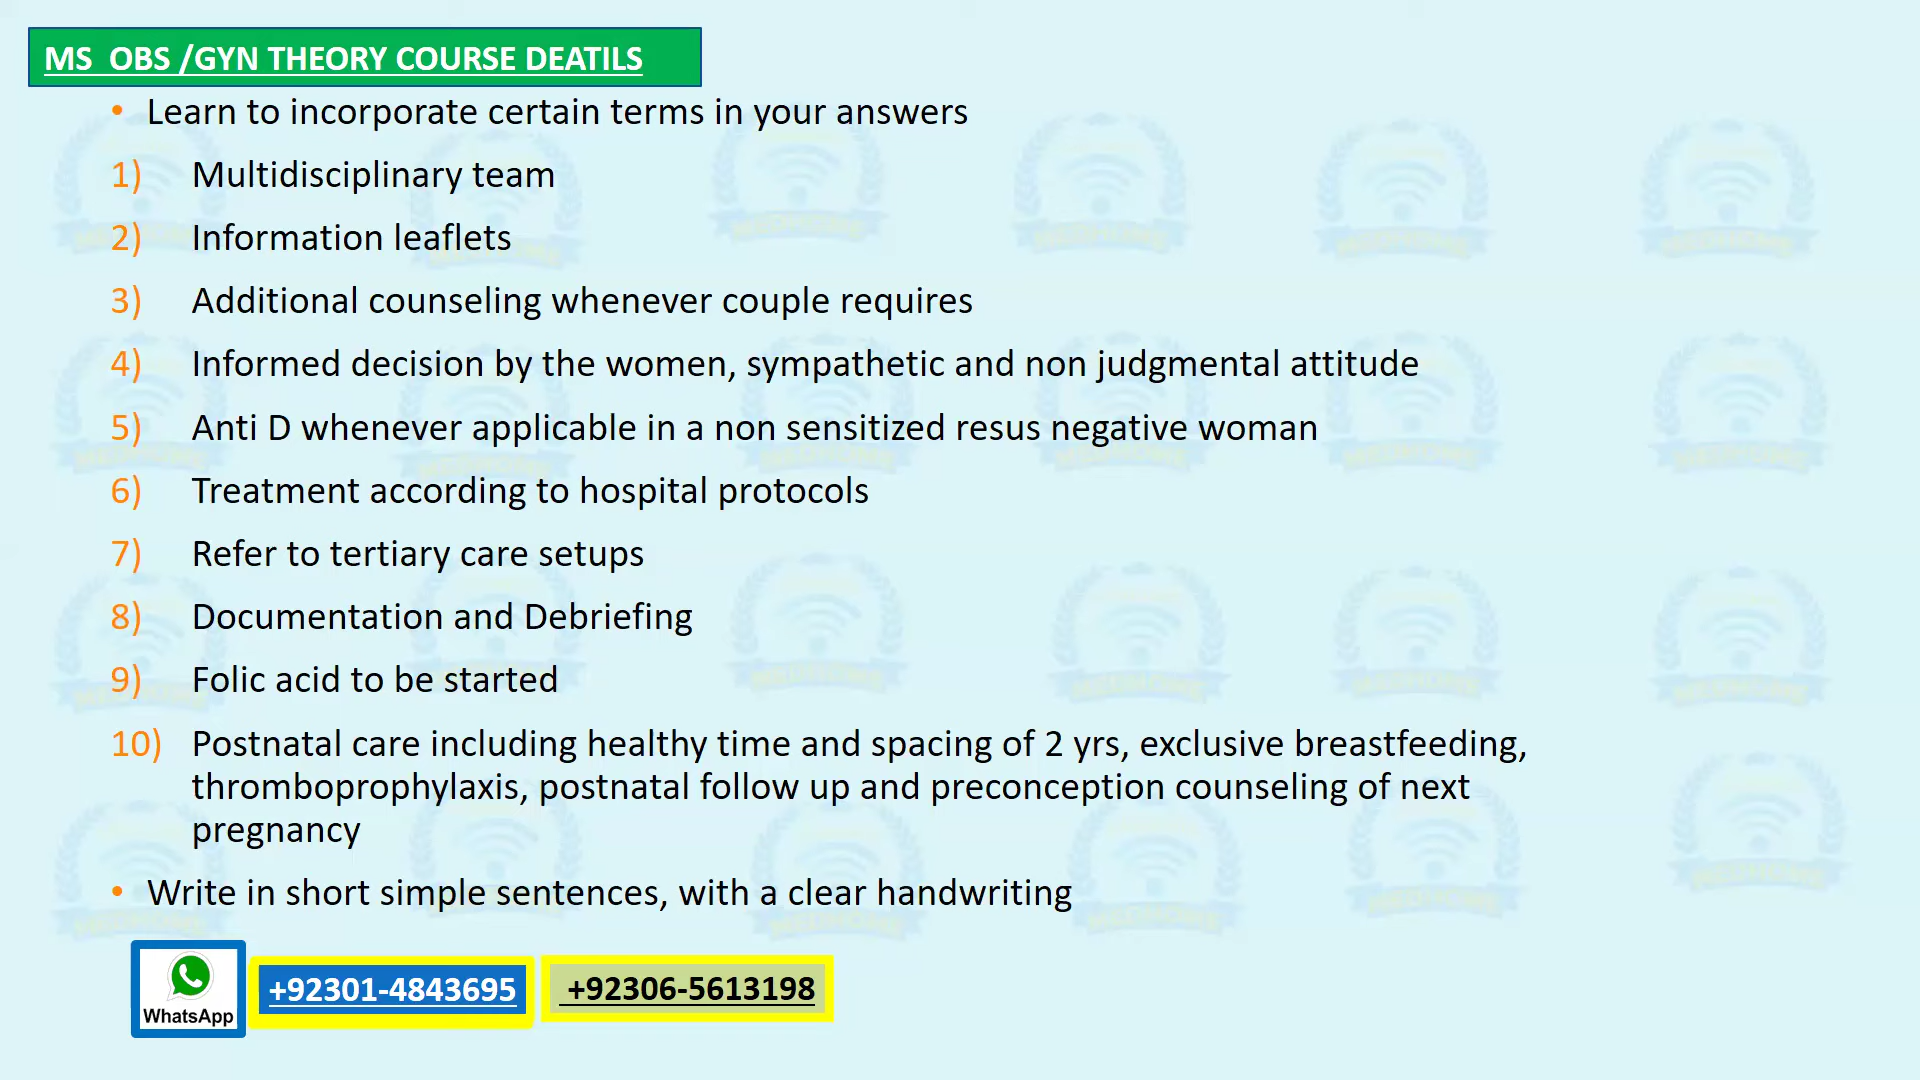 MS OBS /GYN THEORY COURSE DEATILS
• Learn to incorporate certain terms in your answers
1) Multidisciplinary team
2) Information leaflets
3) Additional counseling whenever couple requires
4) Informed decision by the women, sympathetic and non judgmental attitude
5) Anti D whenever applicable in a non sensitized resus negative woman
6) Treatment according to hospital protocols
7) Refer to tertiary care setups
8) Documentation and Debriefing
9) Folic acid to be started
10) Postnatal care including healthy time and spacing of 2 yrs, exclusive breastfeeding,
thromboprophylaxis, postnatal follow up and preconception counseling of next
pregnancy
• Write in short simple sentences, with a clear handwriting
WhatsApp
+92301-4843695
+92306-5613198